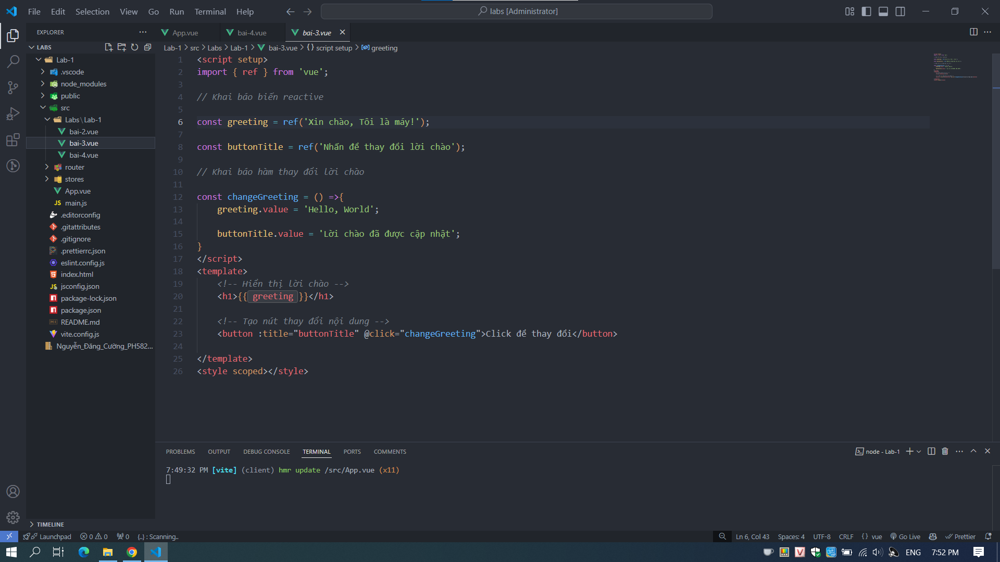 File Edit Selection View Go Run Terminal Help
labs [Administrator]
EXPLORER
App.vue bai-4.vue bai-3.vue
LABS
Lab-1 > src > Labs > Lab-1 > bai-3.vue > {} script setup > greeting
Lab-1
.vscode
node_modules
public
src
Labs\Lab-1
bai-2.vue
bai-3.vue
bai-4.vue
router
stores
App.vue
JS main.js
.editorconfig
.gitattributes
.gitignore
.prettierrc.json
eslint.config.js
index.html
jsconfig.json
package-lock.json
package.json
README.md
vite.config.js
Nguyễn_Đăng_Cường_PH582...
TIMELINE
1 <script setup>
2 import { ref } from 'vue';
3
4 // Khai báo biến reactive
5
6 const greeting = ref('Xin chào, Tôi là máy!');
7
8 const buttonTitle = ref('Nhấn để thay đổi lời chào');
9
10 // Khai báo hàm thay đổi lời chào
11
12 const changeGreeting = () =>{
13 greeting.value = 'Hello, World';
14
15 buttonTitle.value = 'Lời chào đã được cập nhật';
16 }
17 </script>
18 <template>
19 <!-- Hiển thị lời chào -->
20 <h1>{{ greeting }}</h1>
21
22 <!-- Tạo nút thay đổi nội dung -->
23 <button :title="buttonTitle" @click="changeGreeting">Click để thay đổi</button>
24
25 </template>
26 <style scoped></style>
PROBLEMS OUTPUT DEBUG CONSOLE TERMINAL PORTS COMMENTS
node - Lab-1
7:49:32 PM [vite] (client) hmr update /src/App.vue (x11)
Launchpad 0 0 0 {..} : Scanning..
Ln 6, Col 43 Spaces: 4 UTF-8 CRLF {} vue Go Live Prettier
ENG 7:52 PM